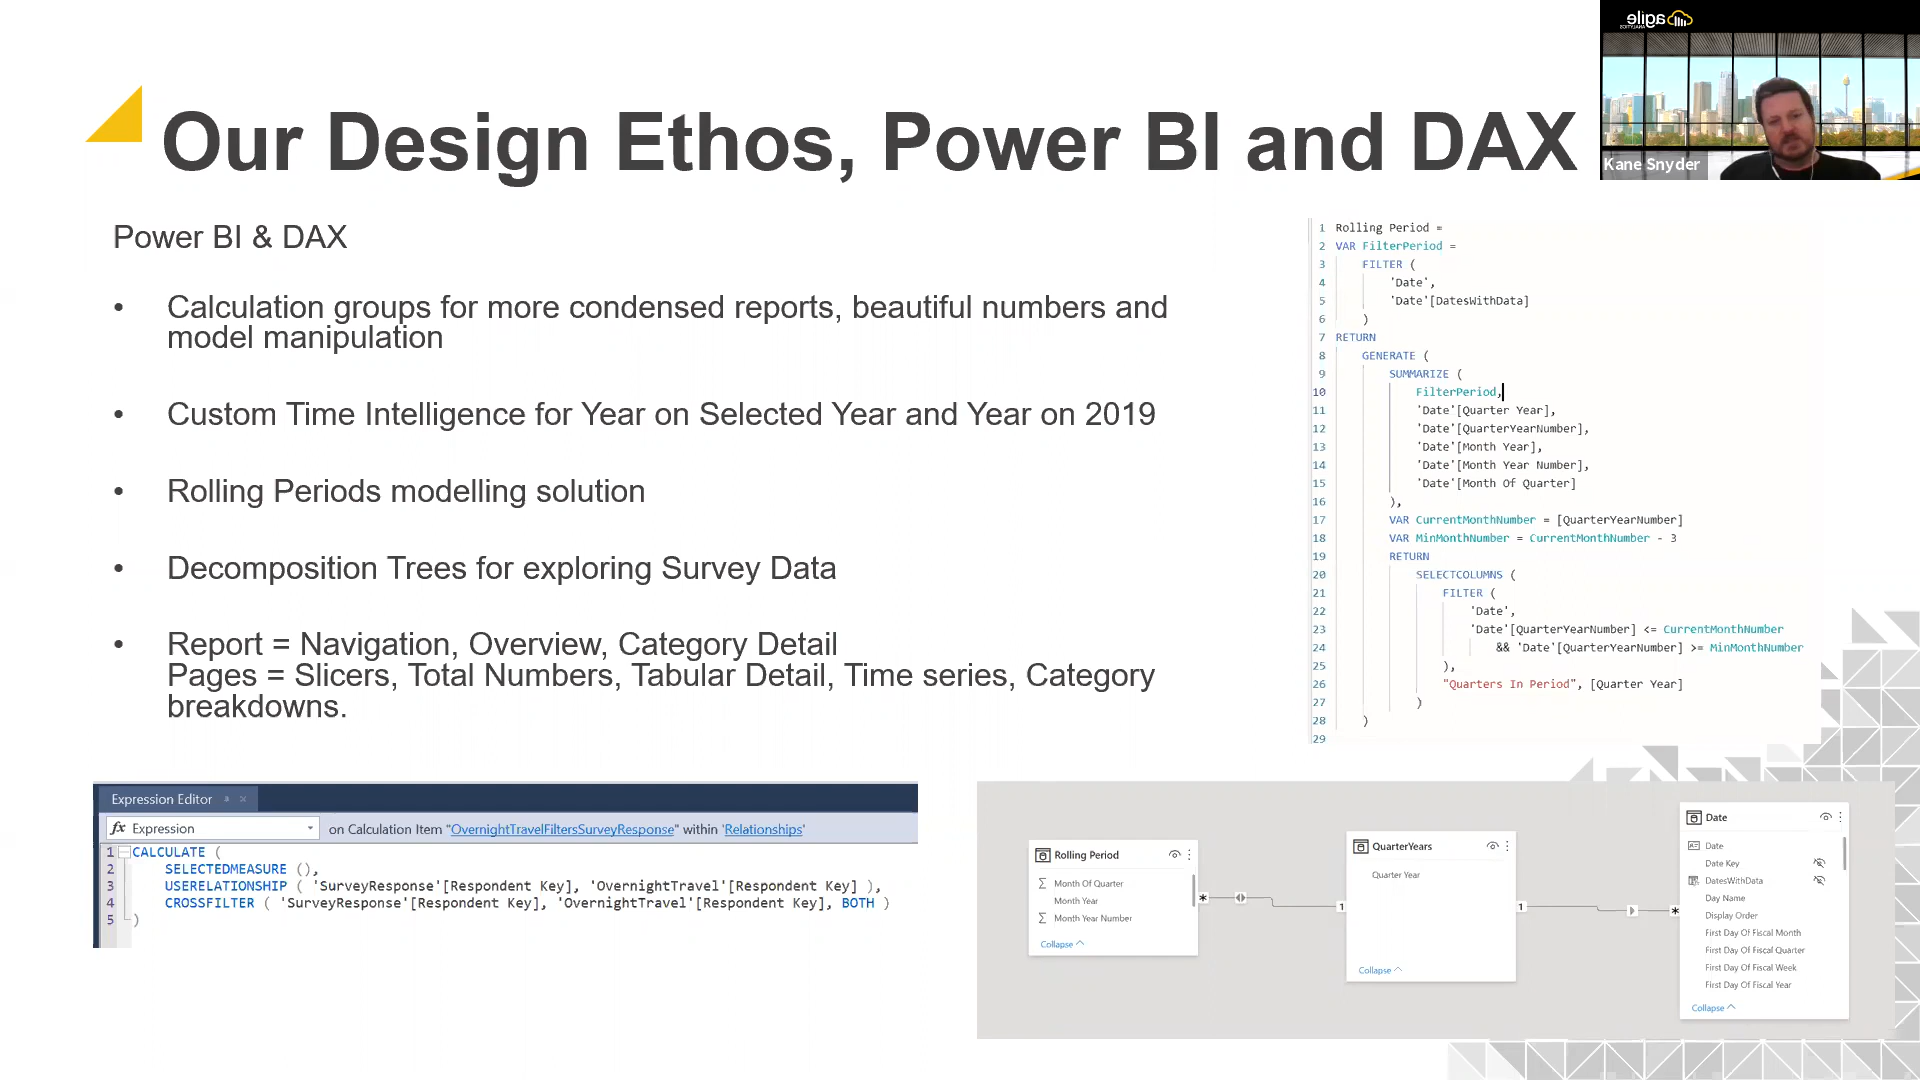 agile
ANALYTICS
Kane Snyder
Our Design Ethos, Power BI and DAX
Power BI & DAX
• Calculation groups for more condensed reports, beautiful numbers and
model manipulation
• Custom Time Intelligence for Year on Selected Year and Year on 2019
• Rolling Periods modelling solution
• Decomposition Trees for exploring Survey Data
• Report = Navigation, Overview, Category Detail
Pages = Slicers, Total Numbers, Tabular Detail, Time series, Category
breakdowns.
1 Rolling Period =
2 VAR FilterPeriod =
3 FILTER (
4 'Date',
5 'Date'[DatesWithData]
6 )
7 RETURN
8 GENERATE (
9 SUMMARIZE (
10 FilterPeriod,
11 'Date'[Quarter Year],
12 'Date'[QuarterYearNumber],
13 'Date'[Month Year],
14 'Date'[Month Year Number],
15 'Date'[Month Of Quarter]
16 ),
17 VAR CurrentMonthNumber = [QuarterYearNumber]
18 VAR MinMonthNumber = CurrentMonthNumber - 3
19 RETURN
20 SELECTCOLUMNS (
21 FILTER (
22 'Date',
23 'Date'[QuarterYearNumber] <= CurrentMonthNumber
24 && 'Date'[QuarterYearNumber] >= MinMonthNumber
25 ),
26 "Quarters In Period", [Quarter Year]
27 )
28 )
29
Expression Editor
fx Expression on Calculation Item "OvernightTravelFiltersSurveyResponse" within 'Relationships'
1 CALCULATE (
2 SELECTEDMEASURE (),
3 USERELATIONSHIP ( 'SurveyResponse'[Respondent Key], 'OvernightTravel'[Respondent Key] ),
4 CROSSFILTER ( 'SurveyResponse'[Respondent Key], 'OvernightTravel'[Respondent Key], BOTH )
5 )
Rolling Period
∑ Month Of Quarter
Month Year
∑ Month Year Number
Collapse
* 1
QuarterYears
Quarter Year
Collapse
1 *
Date
Date
Date Key
DatesWithData
Day Name
Display Order
First Day Of Fiscal Month
First Day Of Fiscal Quarter
First Day Of Fiscal Week
First Day Of Fiscal Year
Collapse